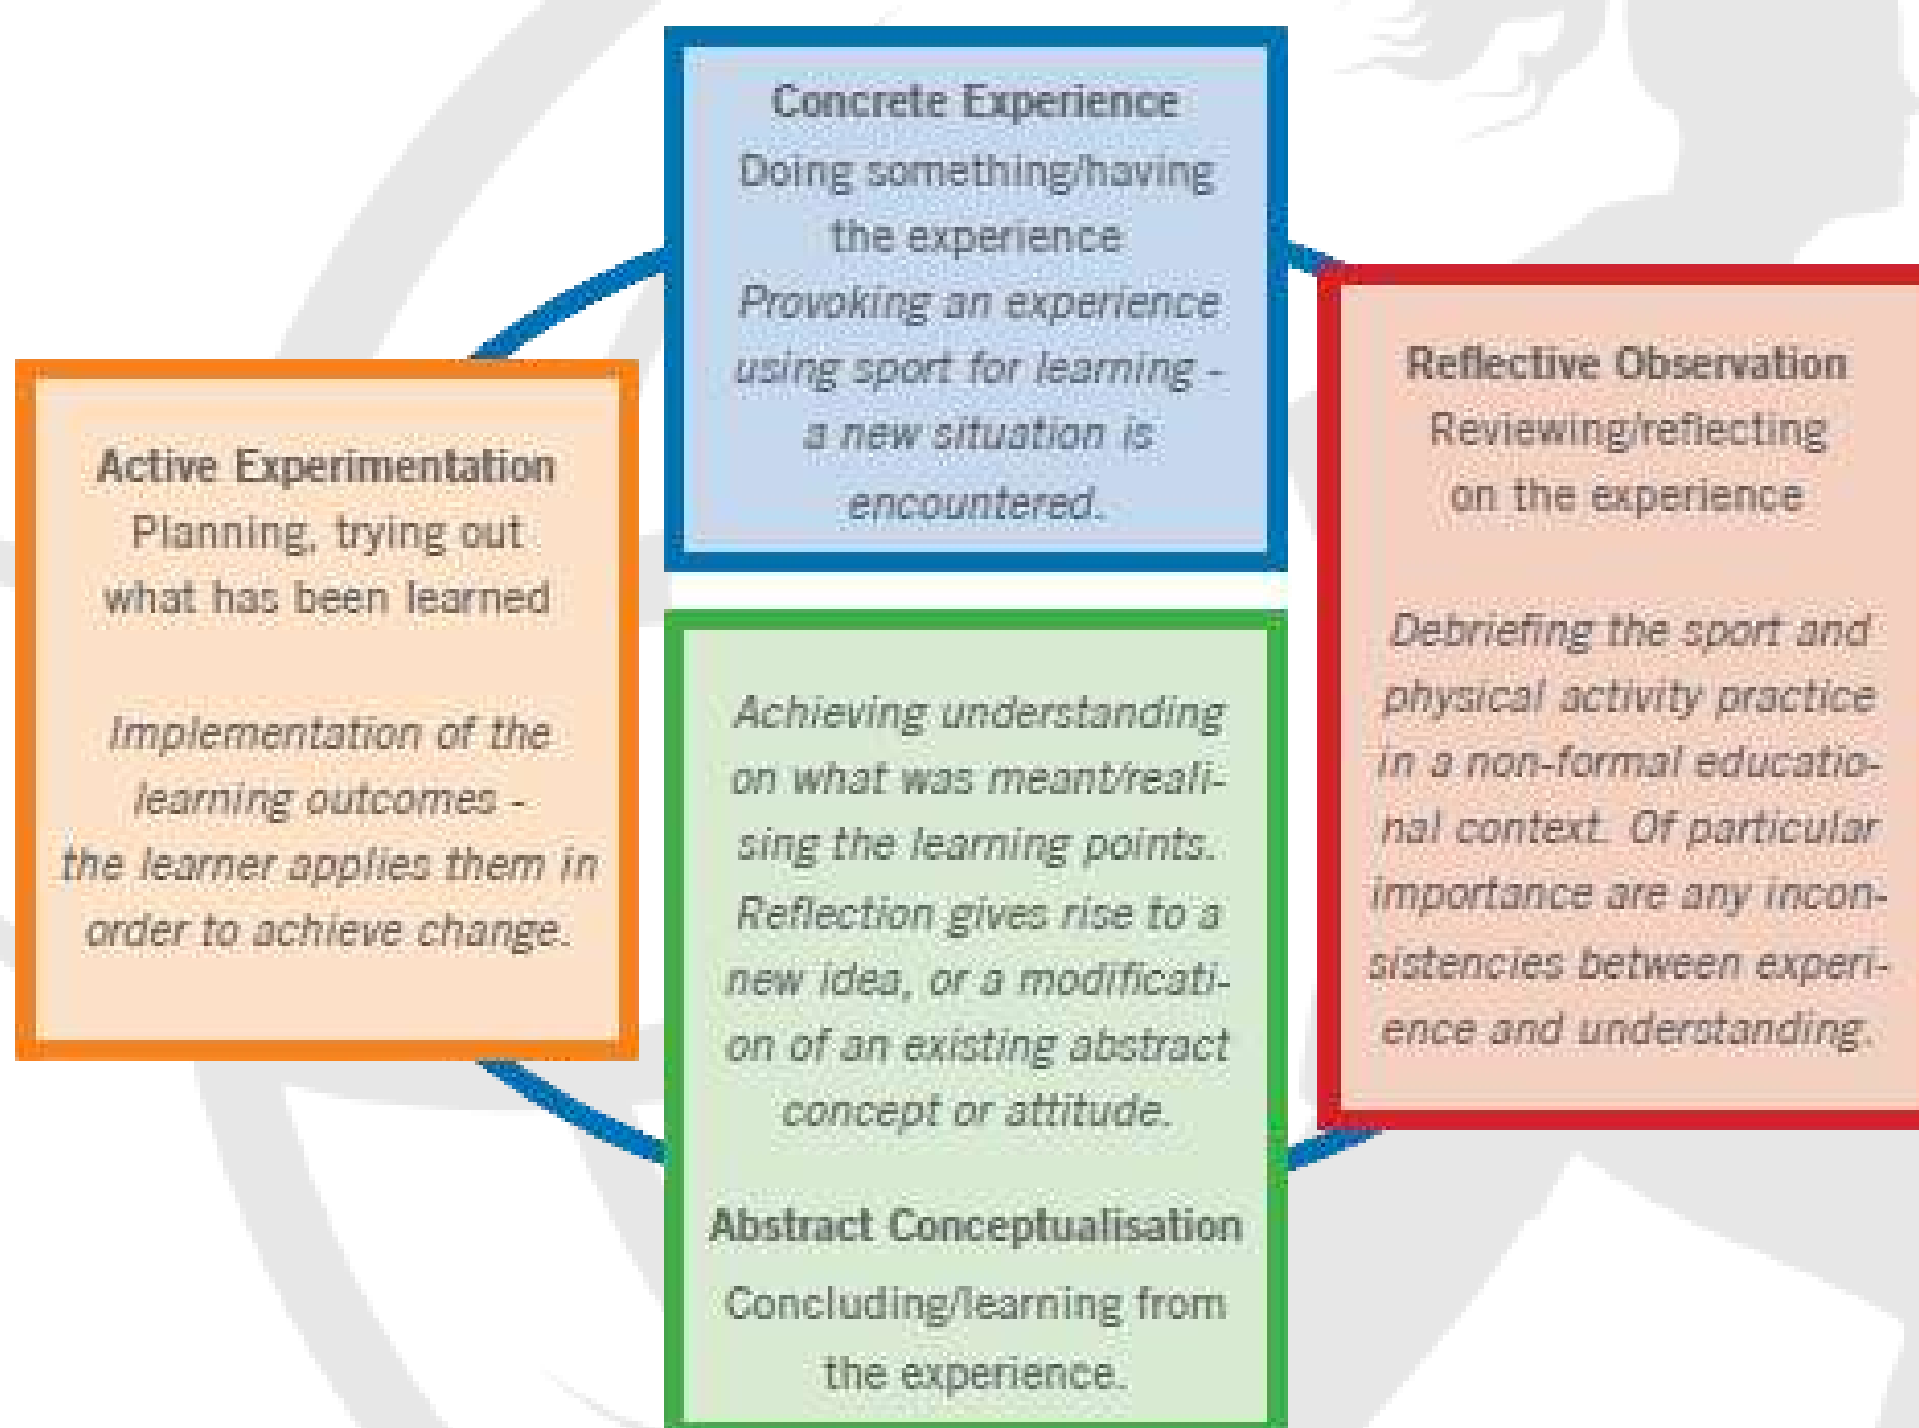 Concrete Experience
Doing something/having
the experience
Provoking an experience
using sport for learning -
a new situation is
encountered.
Reflective Observation
Reviewing/reflecting
on the experience
Debriefing the sport and
physical activity practice
in a non-formal educatio-
nal context. Of particular
importance are any incon-
sistencies between experi-
ence and understanding.
Achieving understanding
on what was meant/reali-
sing the learning points.
Reflection gives rise to a
new idea, or a modificati-
on of an existing abstract
concept or attitude.
Abstract Conceptualisation
Concluding/learning from
the experience.
Active Experimentation
Planning, trying out
what has been learned
Implementation of the
learning outcomes -
the learner applies them in
order to achieve change.